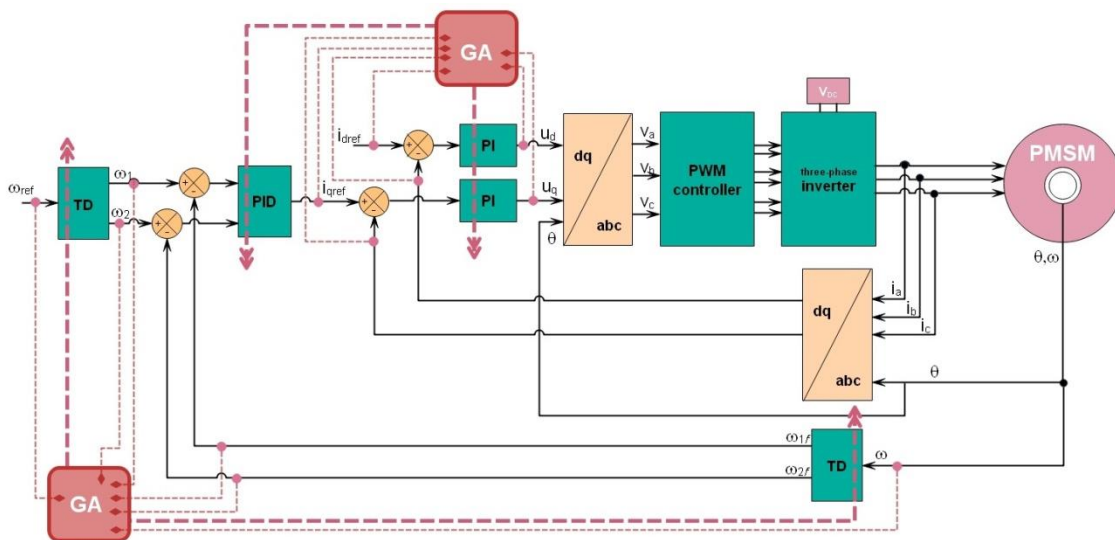 GA
V_DC
i_dref
PI
u_d
dq
abc
V_a
V_b
V_c
PWM
controller
three-phase
inverter
PMSM
ω_ref
TD
ω_1
ω_2
PID
i_qref
PI
u_q
θ
θ,ω
i_a
i_b
i_c
dq
abc
θ
ω_1f
ω_2f
TD
ω
GA